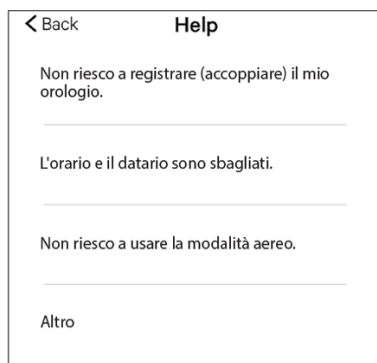 Back Help
Non riesco a registrare (accoppiare) il mio
orologio.
L'orario e il datario sono sbagliati.
Non riesco a usare la modalità aereo.
Altro